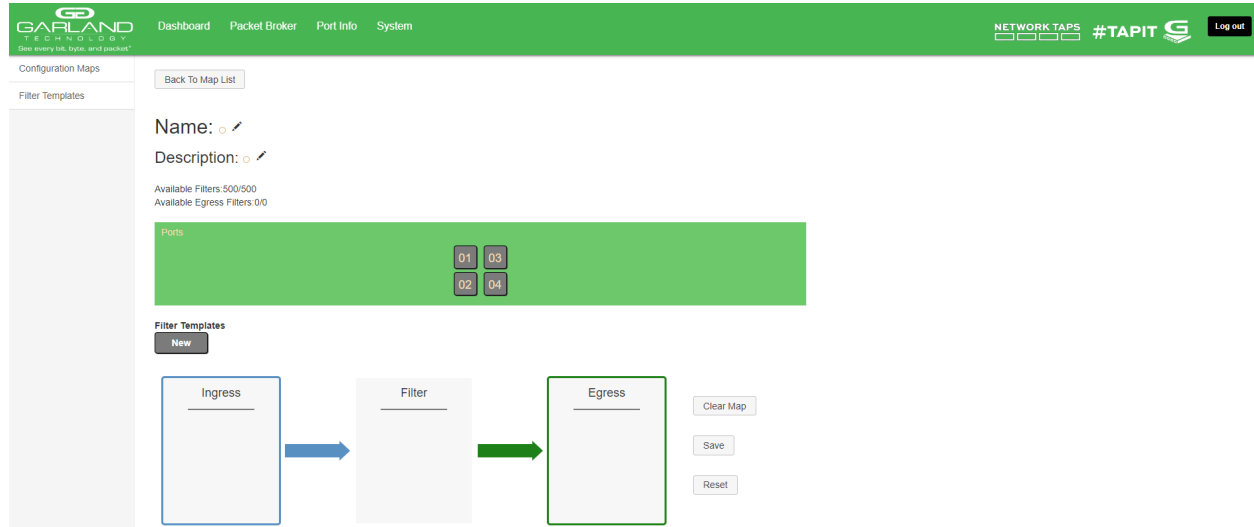 GARLAND
TECHNOLOGY
See every bit, byte, and packet®
Dashboard Packet Broker Port Info System
NETWORK TAPS
#TAPIT
Log out
Configuration Maps
Filter Templates
Back To Map List
Name:
Description:
Available Filters:500/500
Available Egress Filters:0/0
Ports
01 03
02 04
Filter Templates
New
Ingress
Filter
Egress
Clear Map
Save
Reset